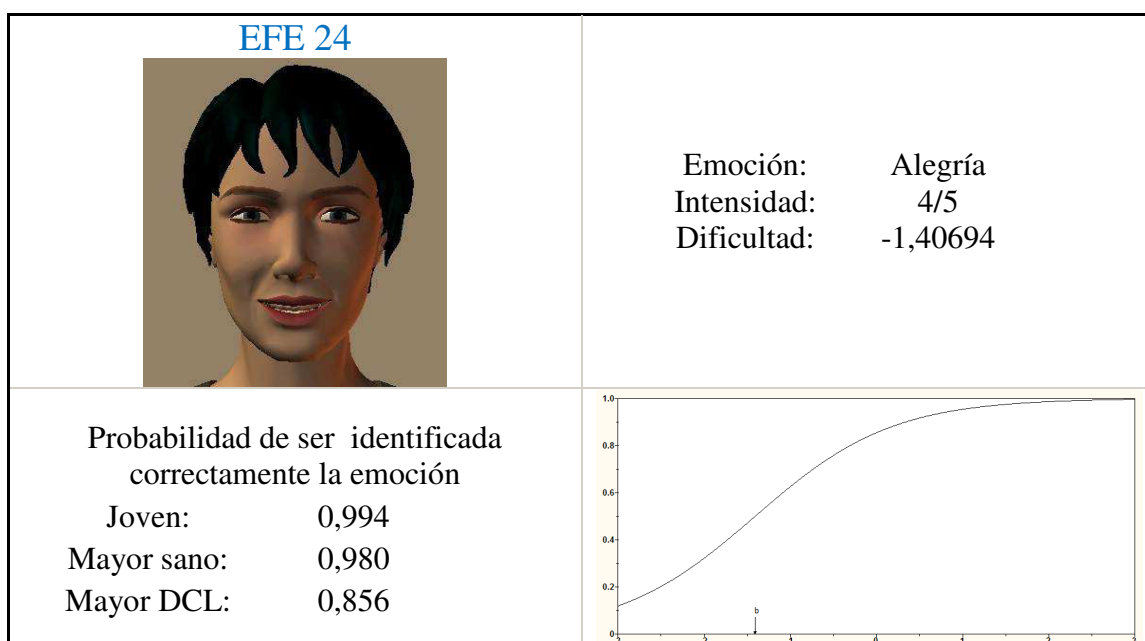 EFE 24
Emoción: Alegría
Intensidad: 4/5
Dificultad: -1,40694
Probabilidad de ser identificada
correctamente la emoción
Joven: 0,994
Mayor sano: 0,980
Mayor DCL: 0,856
1.0
0.8
0.6
0.4
0.2
b
0